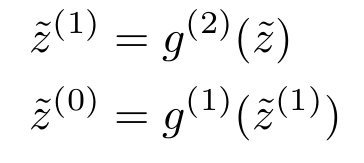 z̃⁽¹⁾ = g⁽²⁾(z̃)
z̃⁽⁰⁾ = g⁽¹⁾(z̃⁽¹⁾)